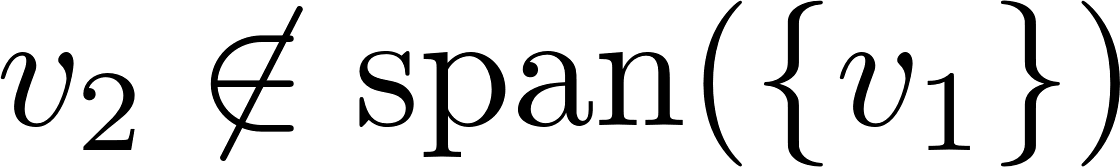 v₂ ∉ span({v₁})